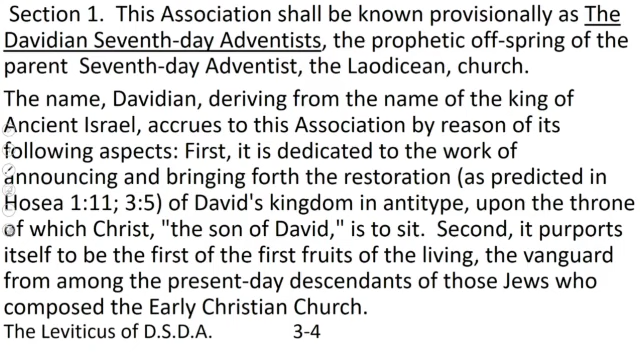 Section 1.  This Association shall be known provisionally as The
Davidian Seventh-day Adventists, the prophetic off-spring of the
parent  Seventh-day Adventist, the Laodicean, church.
The name, Davidian, deriving from the name of the king of
Ancient Israel, accrues to this Association by reason of its
following aspects: First, it is dedicated to the work of
announcing and bringing forth the restoration (as predicted in
Hosea 1:11; 3:5) of David's kingdom in antitype, upon the throne
of which Christ, "the son of David," is to sit.  Second, it purports
itself to be the first of the first fruits of the living, the vanguard
from among the present-day descendants of those Jews who
composed the Early Christian Church.
The Leviticus of D.S.D.A.    3-4